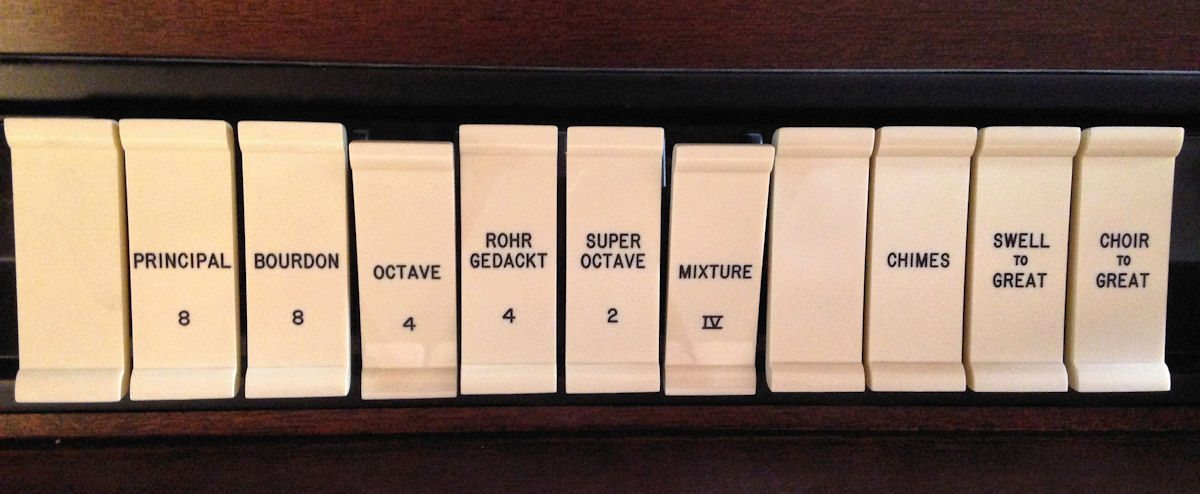 PRINCIPAL
8
BOURDON
8
OCTAVE
4
ROHR
GEDACKT
4
SUPER
OCTAVE
2
MIXTURE
IV
CHIMES
SWELL
TO
GREAT
CHOIR
TO
GREAT